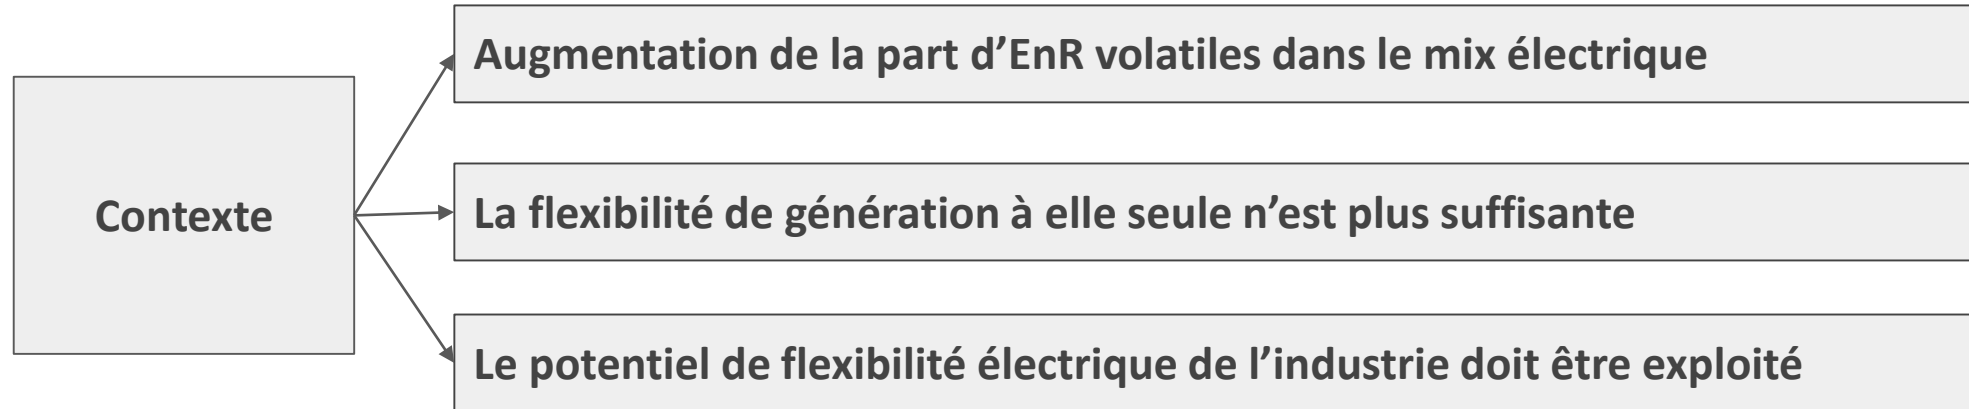 Augmentation de la part d’EnR volatiles dans le mix électrique
Contexte
La flexibilité de génération à elle seule n’est plus suffisante
Le potentiel de flexibilité électrique de l’industrie doit être exploité